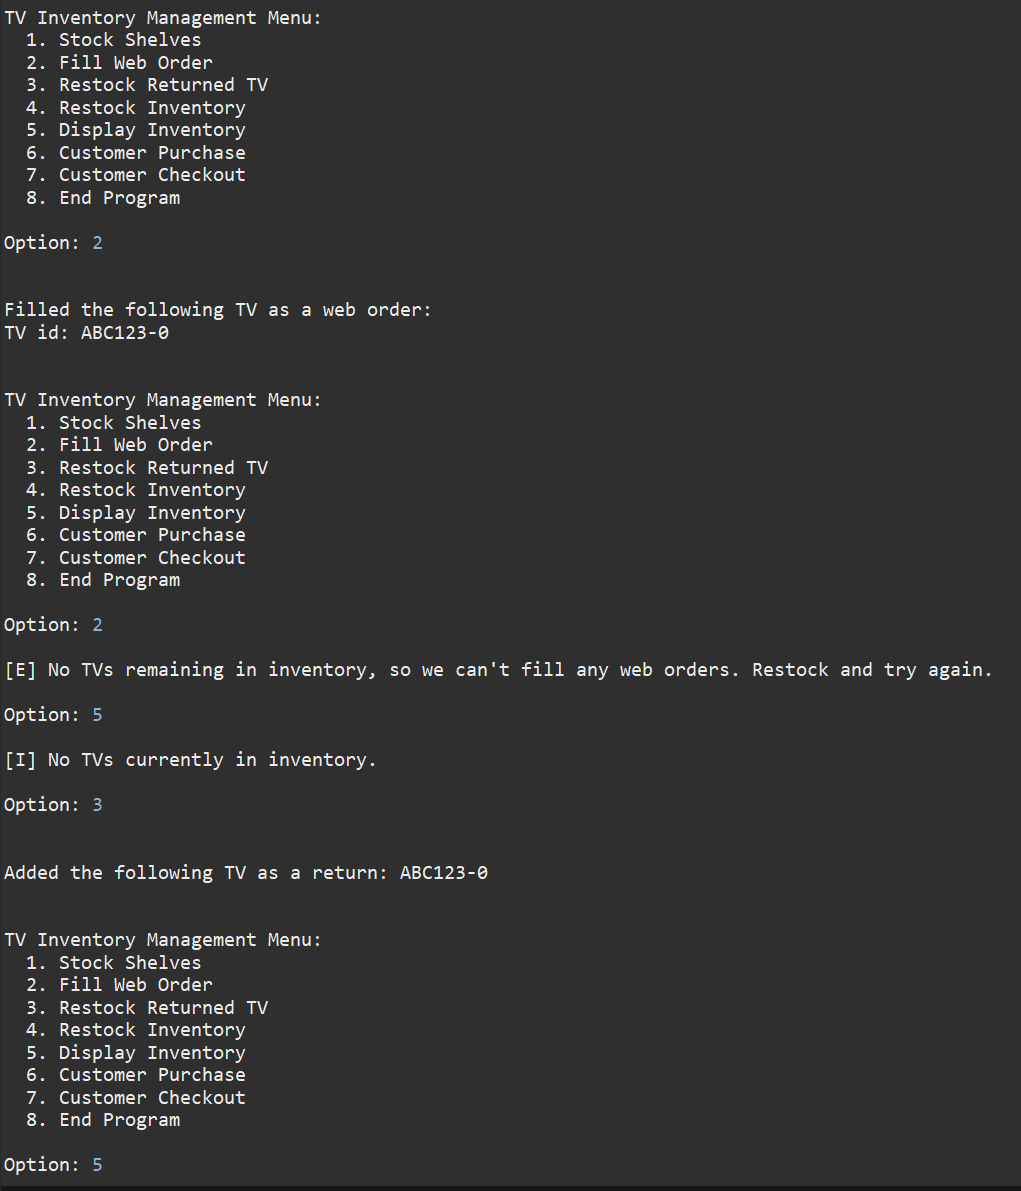 TV Inventory Management Menu:
  1. Stock Shelves
  2. Fill Web Order
  3. Restock Returned TV
  4. Restock Inventory
  5. Display Inventory
  6. Customer Purchase
  7. Customer Checkout
  8. End Program
Option: 2
Filled the following TV as a web order:
TV id: ABC123-0
TV Inventory Management Menu:
  1. Stock Shelves
  2. Fill Web Order
  3. Restock Returned TV
  4. Restock Inventory
  5. Display Inventory
  6. Customer Purchase
  7. Customer Checkout
  8. End Program
Option: 2
[E] No TVs remaining in inventory, so we can't fill any web orders. Restock and try again.
Option: 5
[I] No TVs currently in inventory.
Option: 3
Added the following TV as a return: ABC123-0
TV Inventory Management Menu:
  1. Stock Shelves
  2. Fill Web Order
  3. Restock Returned TV
  4. Restock Inventory
  5. Display Inventory
  6. Customer Purchase
  7. Customer Checkout
  8. End Program
Option: 5